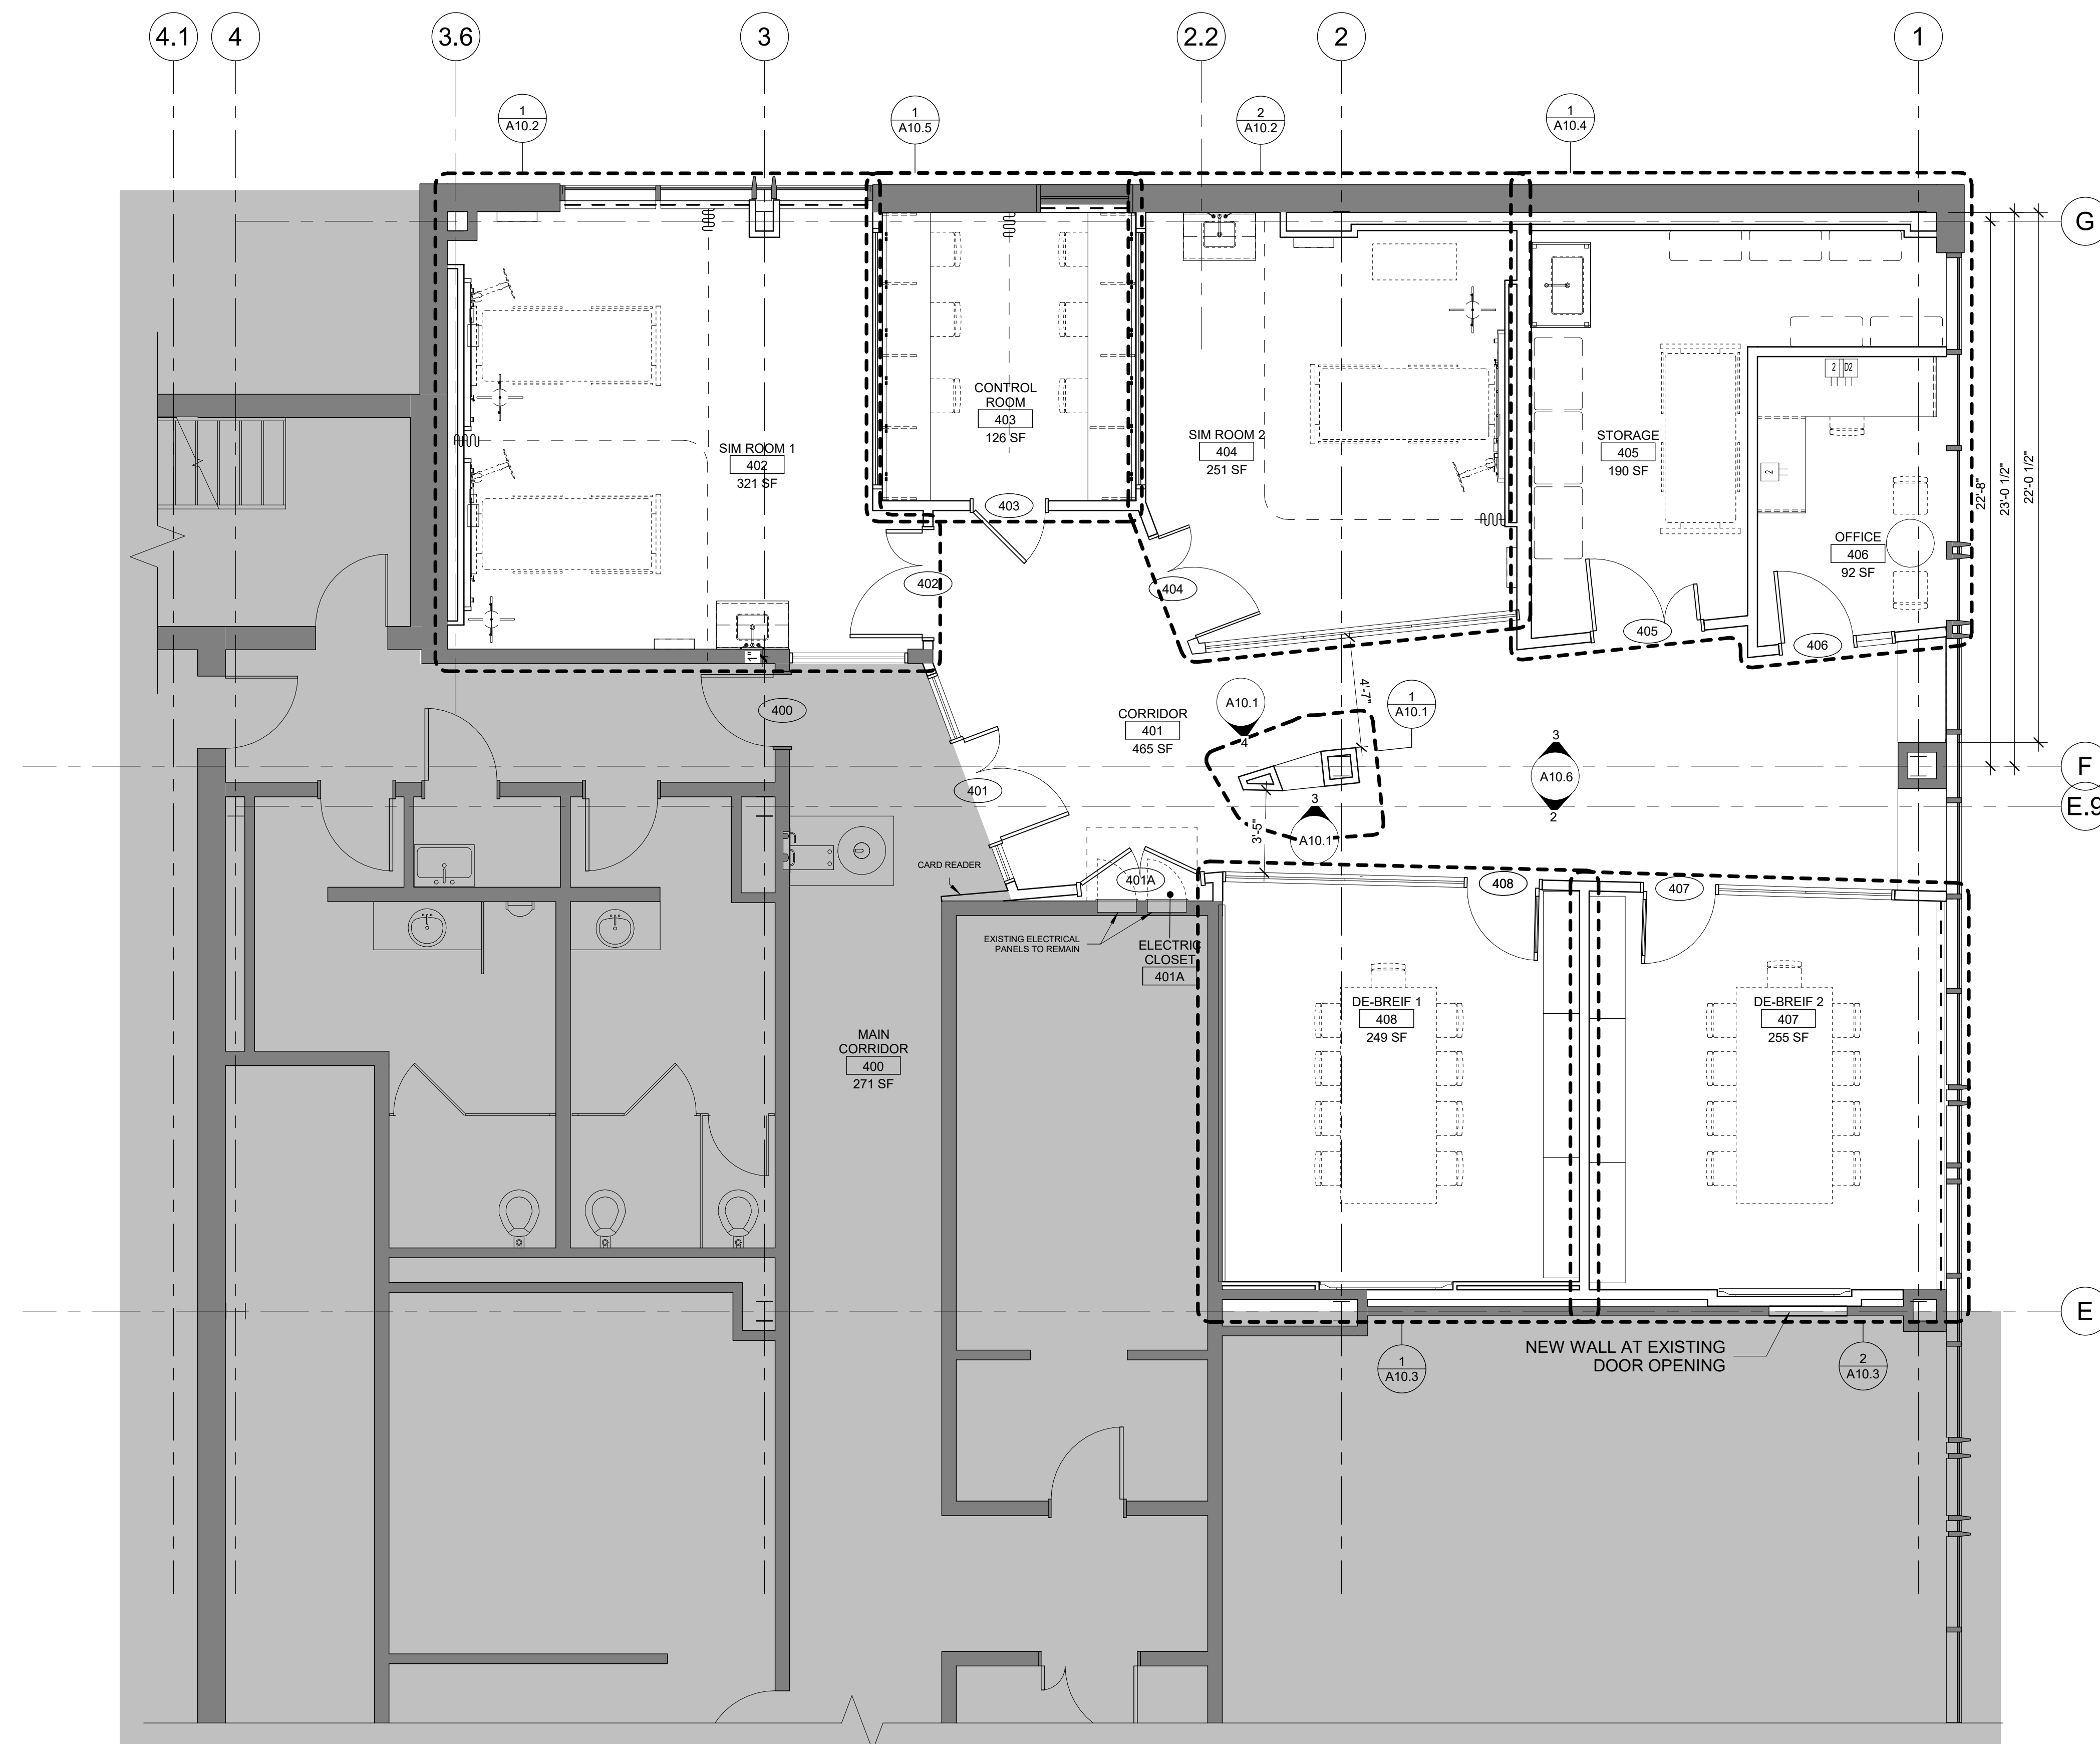 4.1
4
3.6
3
2.2
2
1
1
A10.2
1
A10.5
2
A10.2
1
A10.4
G
CONTROL
ROOM
403
126 SF
SIM ROOM 1
402
321 SF
SIM ROOM 2
404
251 SF
STORAGE
405
190 SF
2
D2
2
OFFICE
406
92 SF
22'-8"
23'-0 1/2"
22'-0 1/2"
403
402
404
405
406
1"
400
CORRIDOR
401
465 SF
A10.1
4
4'-7"
1
A10.1
3
A10.6
2
3
A10.1
3'-5"
F
E.9
401
CARD READER
401A
408
407
EXISTING ELECTRICAL
PANELS TO REMAIN
ELECTRIC
CLOSET
401A
MAIN
CORRIDOR
400
271 SF
DE-BREIF 1
408
249 SF
DE-BREIF 2
407
255 SF
E
NEW WALL AT EXISTING
DOOR OPENING
1
A10.3
2
A10.3